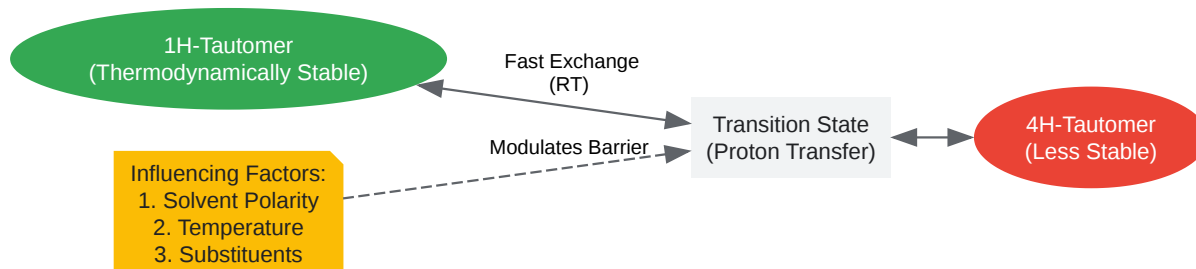 1H-Tautomer
(Thermodynamically Stable)
Fast Exchange
(RT)
Transition State
(Proton Transfer)
4H-Tautomer
(Less Stable)
Modulates Barrier
Influencing Factors:
1. Solvent Polarity
2. Temperature
3. Substituents